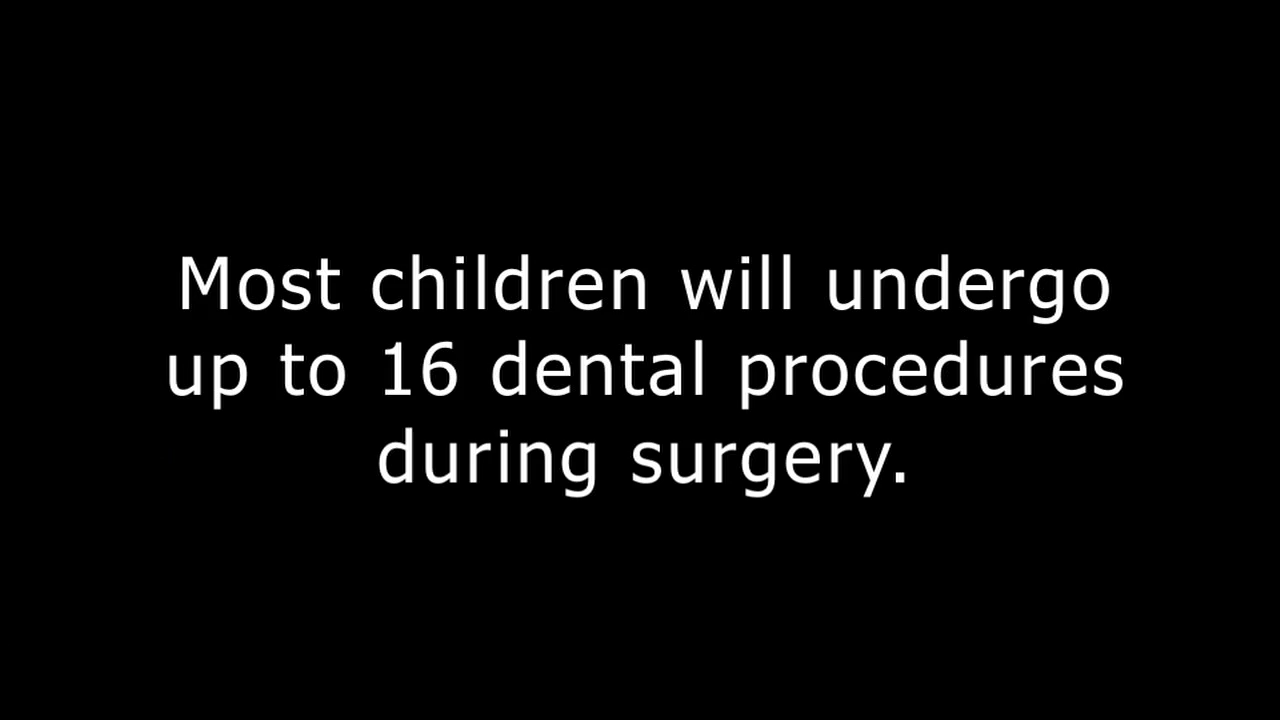 Most children will undergo
up to 16 dental procedures
during surgery.